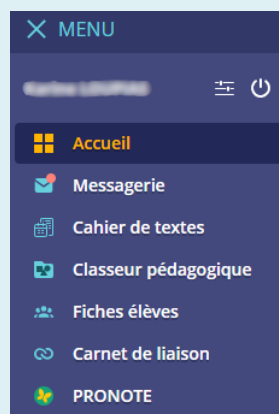 MENU
Accueil
Messagerie
Cahier de textes
Classeur pédagogique
Fiches élèves
Carnet de liaison
PRONOTE